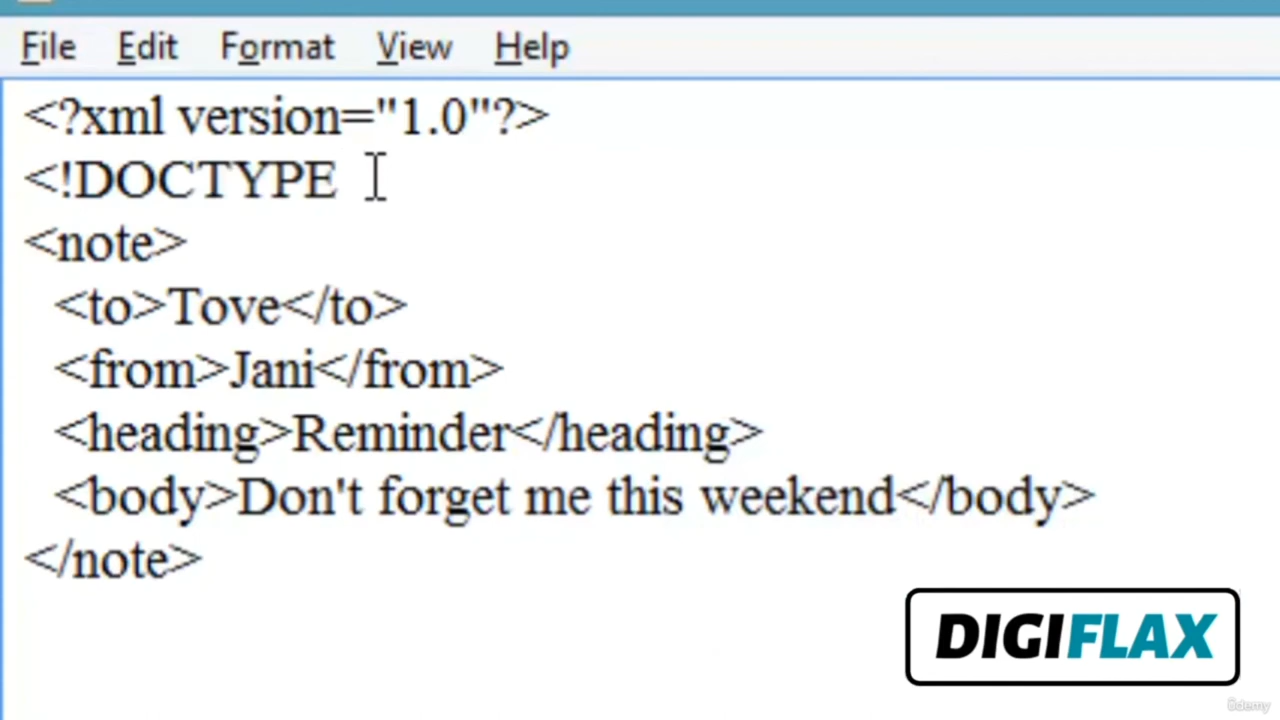 File Edit Format View Help
<?xml version="1.0"?>
<!DOCTYPE
<note>
  <to>Tove</to>
  <from>Jani</from>
  <heading>Reminder</heading>
  <body>Don't forget me this weekend</body>
</note>
DIGIFLAX
ûdemy